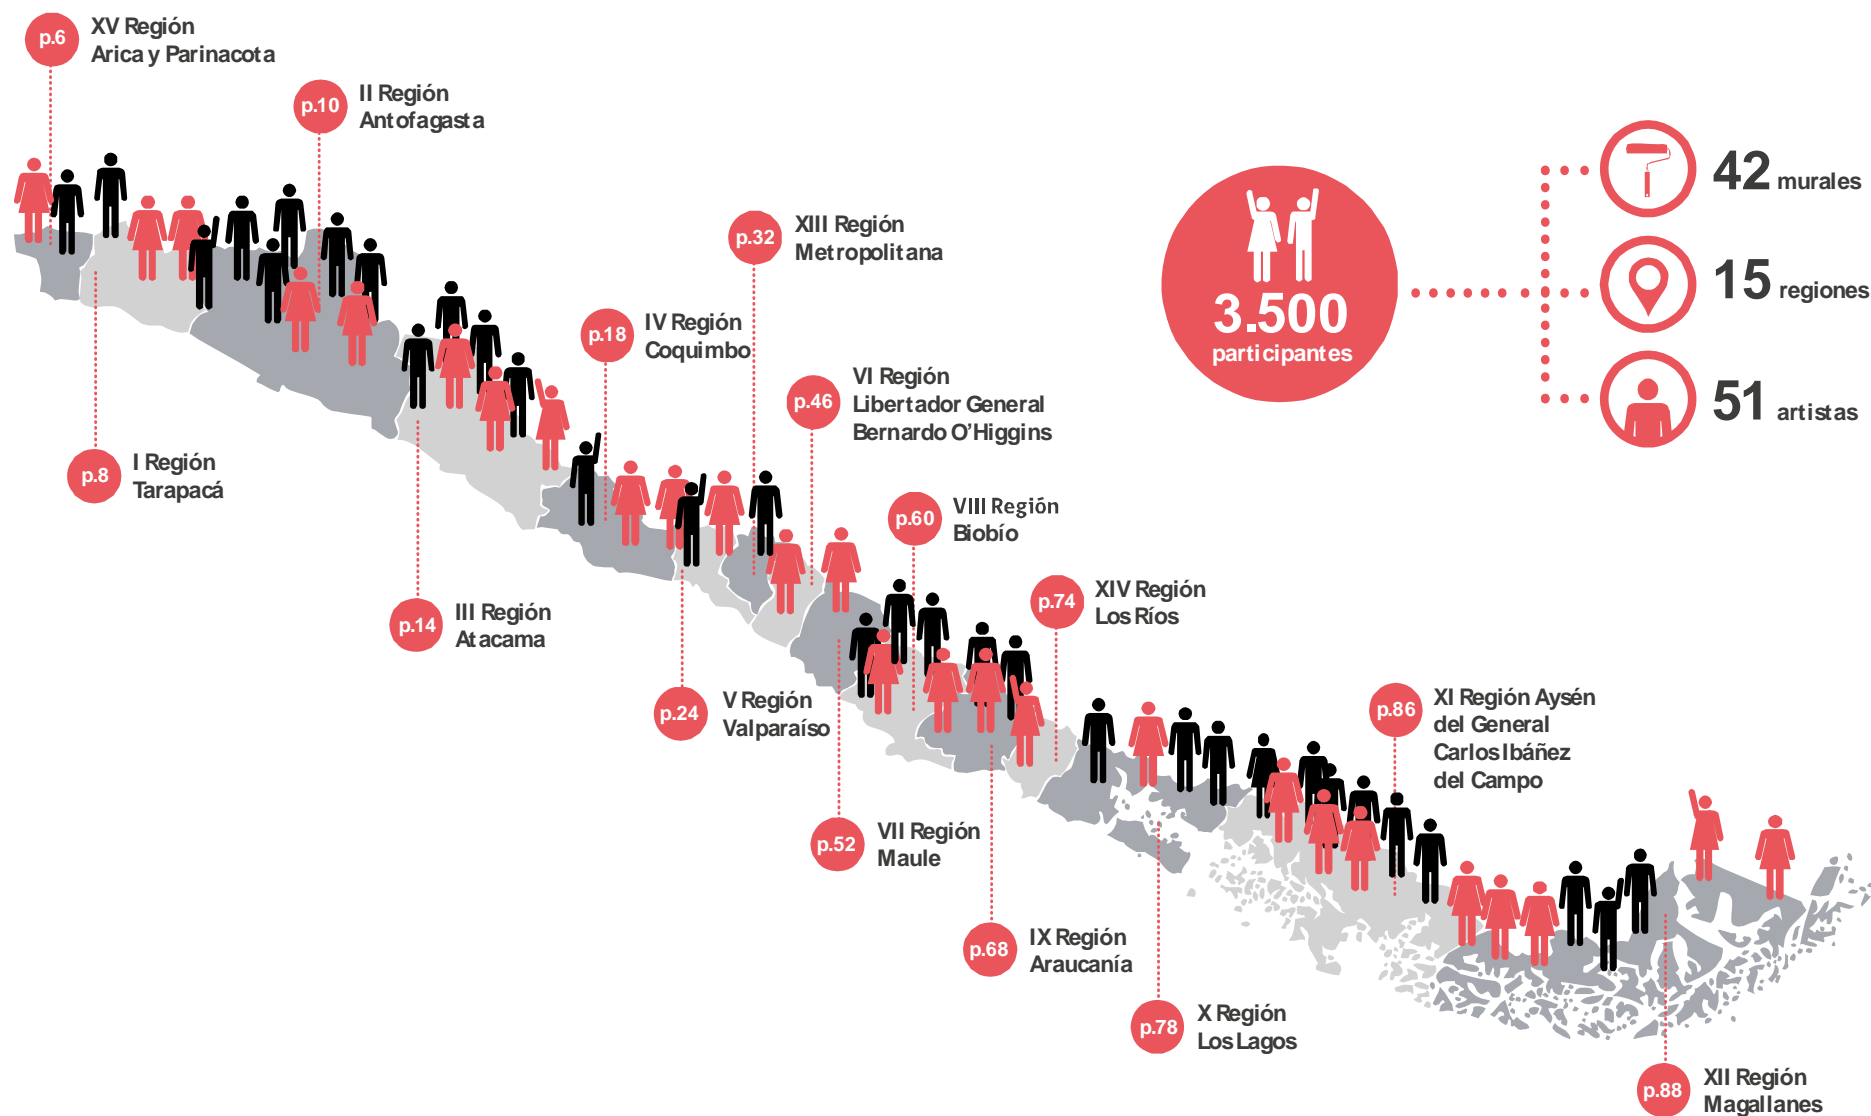 p.6
XV Región
Arica y Parinacota
p.10
II Región
Antofagasta
p.8
I Región
Tarapacá
p.14
III Región
Atacama
p.18
IV Región
Coquimbo
p.24
V Región
Valparaíso
p.32
XIII Región
Metropolitana
p.46
VI Región
Libertador General
Bernardo O’Higgins
p.52
VII Región
Maule
p.60
VIII Región
Biobío
p.68
IX Región
Araucanía
p.74
XIV Región
Los Ríos
p.78
X Región
Los Lagos
p.86
XI Región Aysén
del General
Carlos Ibáñez
del Campo
p.88
XII Región
Magallanes
3.500
participantes
42 murales
15 regiones
51 artistas